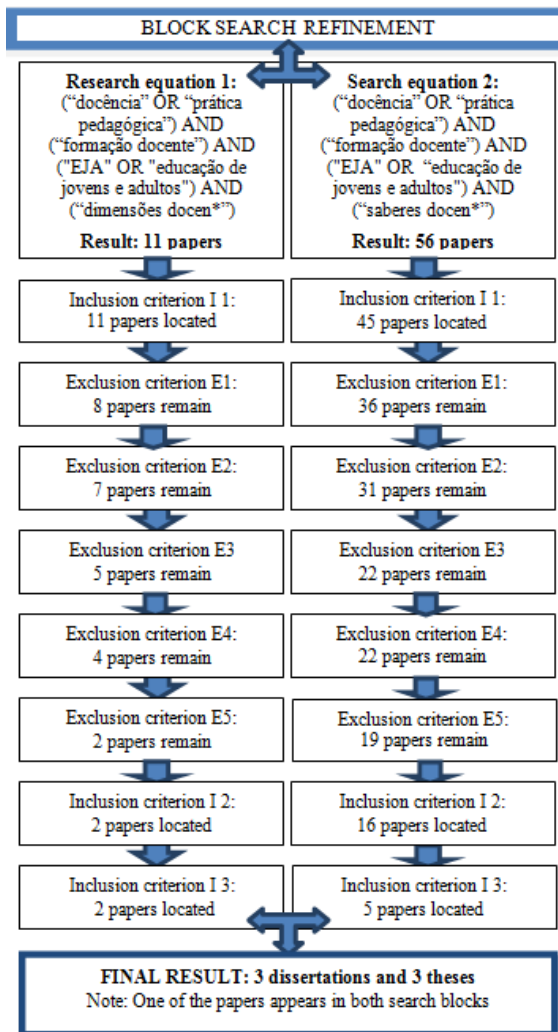 BLOCK SEARCH REFINEMENT
Research equation 1:
(“docência” OR “prática
pedagógica”) AND
(“formação docente”) AND
("EJA" OR "educação de
jovens e adultos") AND
(“dimensões docen*”)
Result: 11 papers
Inclusion criterion I 1:
11 papers located
Exclusion criterion E1:
8 papers remain
Exclusion criterion E2:
7 papers remain
Exclusion criterion E3
5 papers remain
Exclusion criterion E4:
4 papers remain
Exclusion criterion E5:
2 papers remain
Inclusion criterion I 2:
2 papers located
Inclusion criterion I 3:
2 papers located
Search equation 2:
(“docência” OR “prática
pedagógica”) AND
(“formação docente”) AND
("EJA" OR “educação de
jovens e adultos") AND
(“saberes docen*”)
Result: 56 papers
Inclusion criterion I 1:
45 papers located
Exclusion criterion E1:
36 papers remain
Exclusion criterion E2:
31 papers remain
Exclusion criterion E3
22 papers remain
Exclusion criterion E4:
22 papers remain
Exclusion criterion E5:
19 papers remain
Inclusion criterion I 2:
16 papers located
Inclusion criterion I 3:
5 papers located
FINAL RESULT: 3 dissertations and 3 theses
Note: One of the papers appears in both search blocks